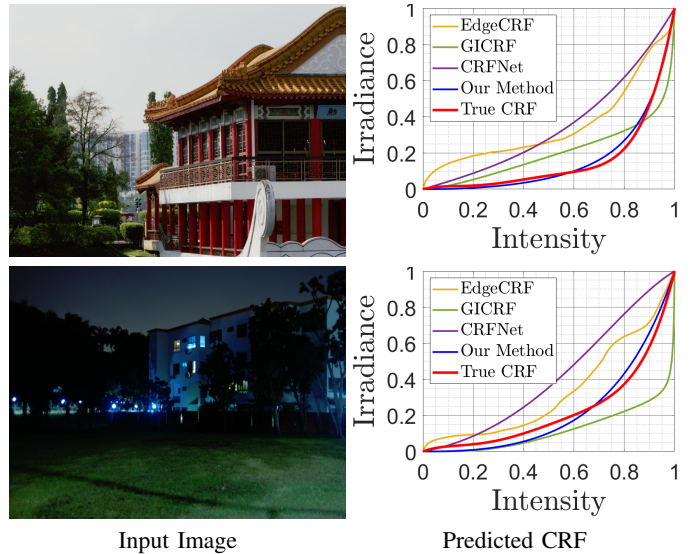 EdgeCRF
GICRF
CRFNet
Our Method
True CRF
Irradiance
1
0.8
0.6
0.4
0.2
0
0 0.2 0.4 0.6 0.8 1
Intensity
EdgeCRF
GICRF
CRFNet
Our Method
True CRF
Irradiance
1
0.8
0.6
0.4
0.2
0
0 0.2 0.4 0.6 0.8 1
Intensity
Input Image Predicted CRF